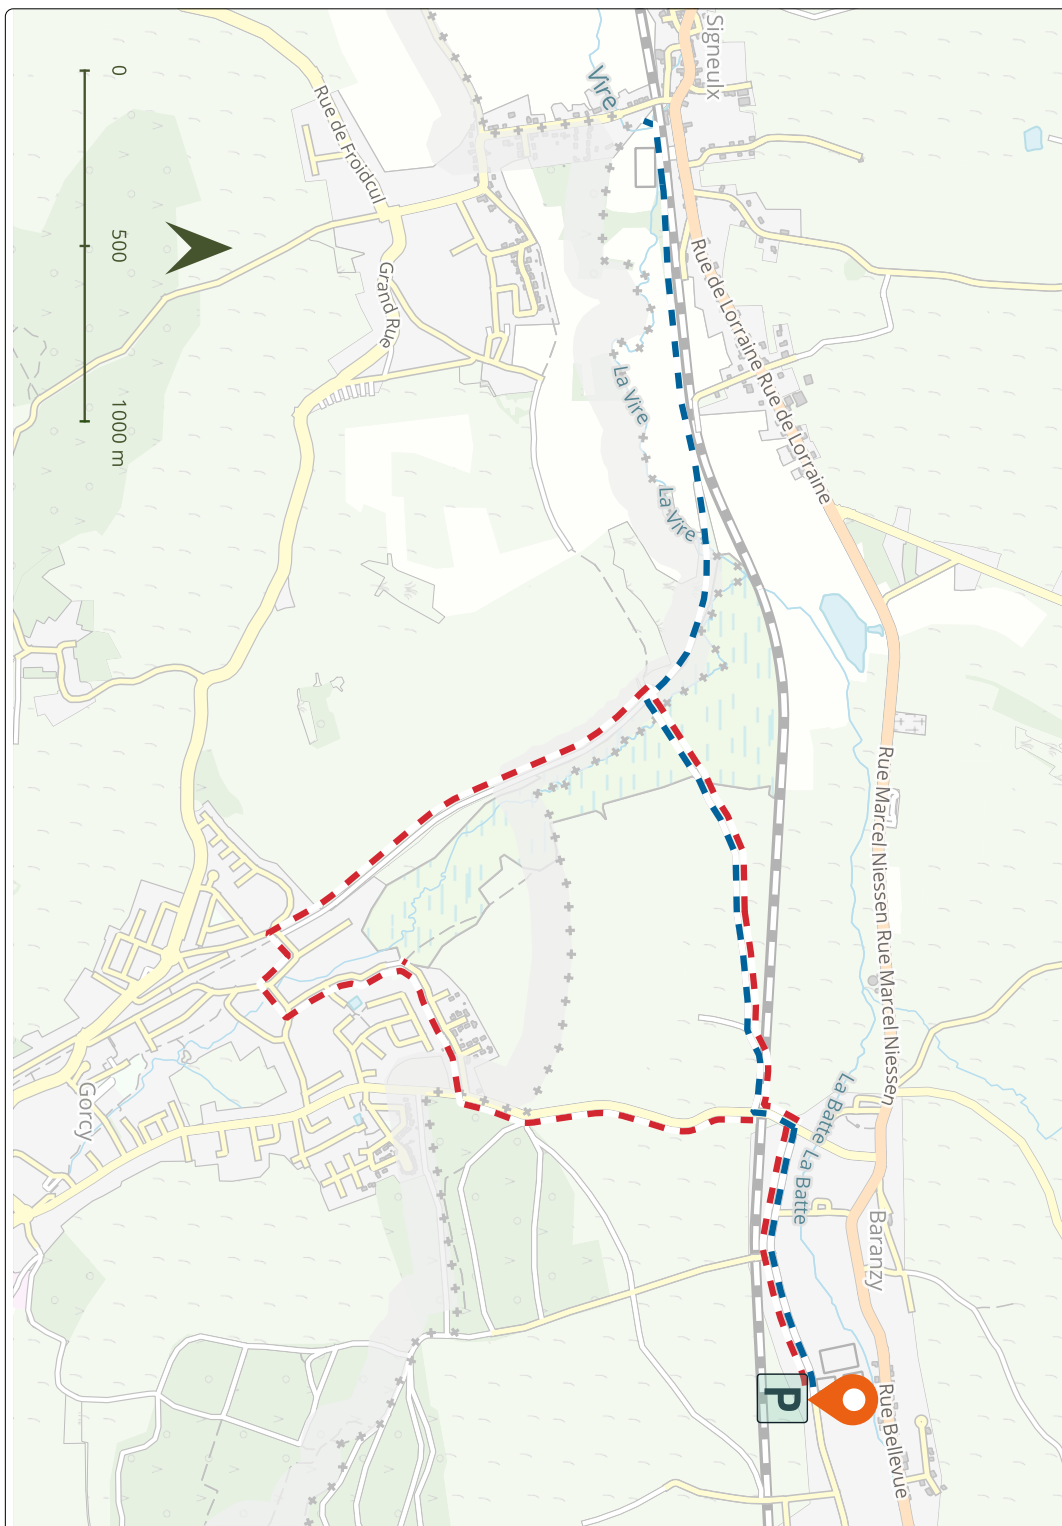 Signeulx
Vire
0
Rue de Froidcul
500
Grand Rue
Rue de Lorraine
Rue de Lorraine
La Vire
1000 m
La Vire
Rue Marcel Niessen
Rue Marcel Niessen
La Batte
Gorcy
La Batte
Baranzy
P
Rue Bellevue